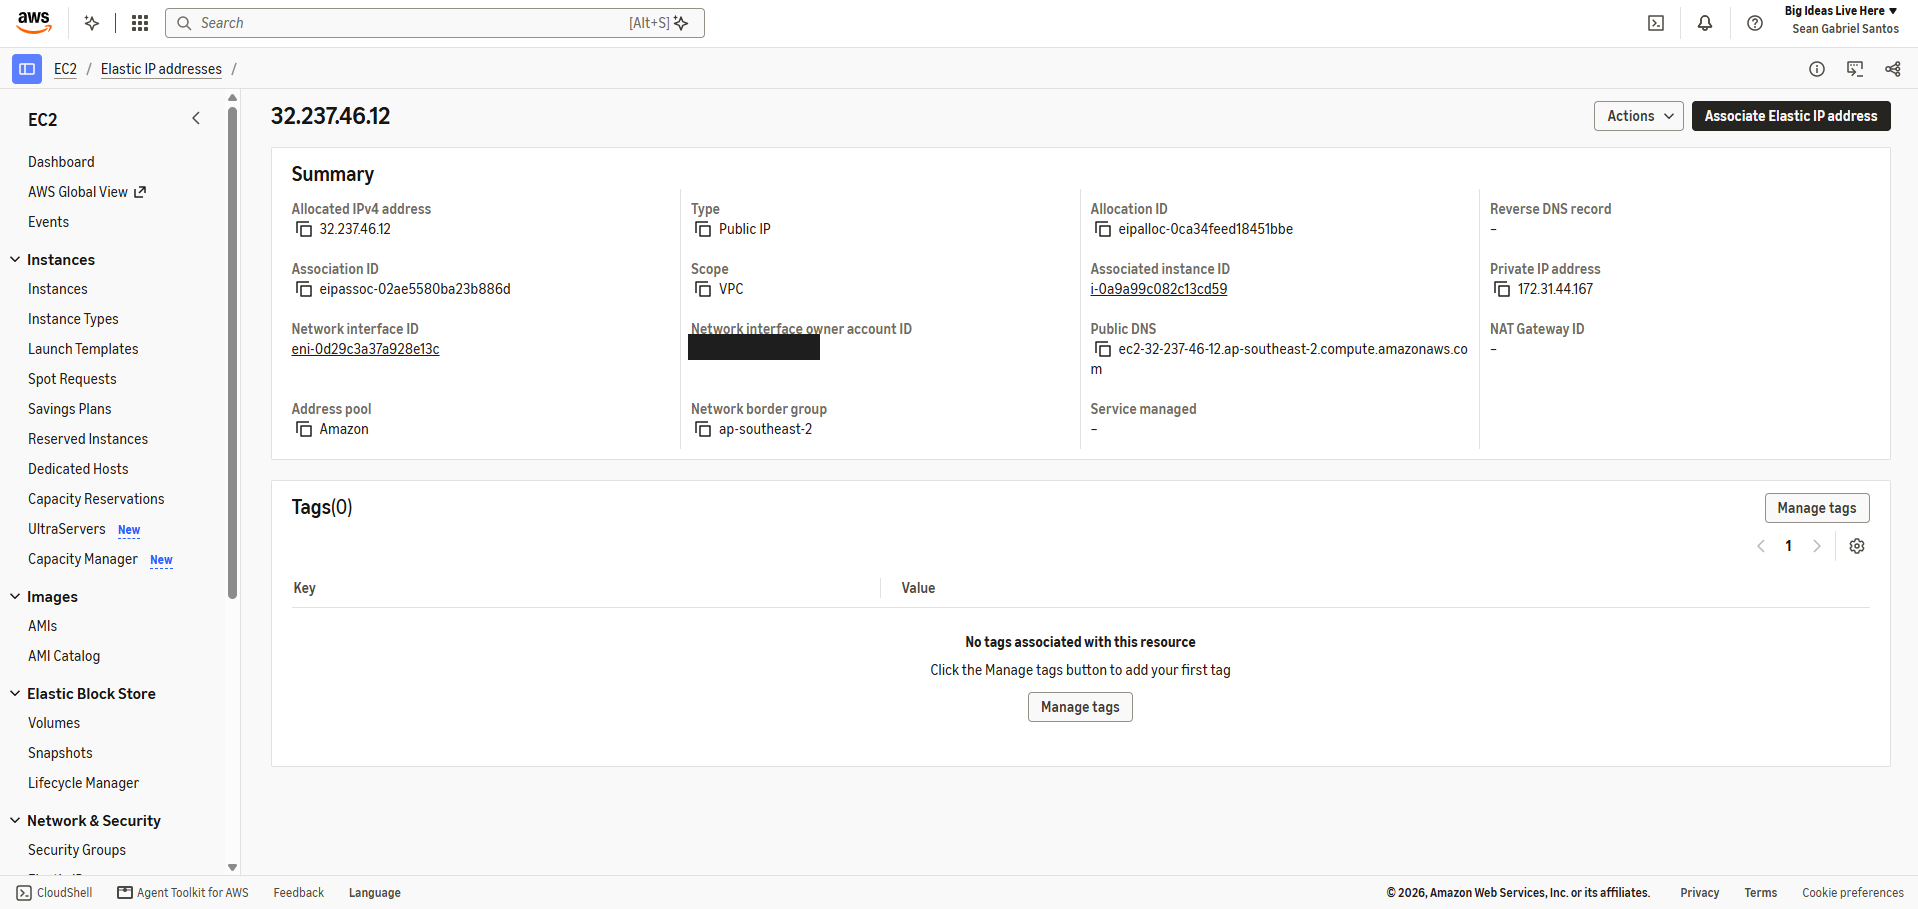 aws
Search [Alt+S]
Big Ideas Live Here
Sean Gabriel Santos
EC2 / Elastic IP addresses /
EC2
Dashboard
AWS Global View
Events
Instances
Instances
Instance Types
Launch Templates
Spot Requests
Savings Plans
Reserved Instances
Dedicated Hosts
Capacity Reservations
UltraServers New
Capacity Manager New
Images
AMIs
AMI Catalog
Elastic Block Store
Volumes
Snapshots
Lifecycle Manager
Network & Security
Security Groups
32.237.46.12
Actions
Associate Elastic IP address
Summary
Allocated IPv4 address
32.237.46.12
Type
Public IP
Allocation ID
eipalloc-0ca34feed18451bbe
Reverse DNS record
–
Association ID
eipassoc-02ae5580ba23b886d
Scope
VPC
Associated instance ID
i-0a9a99c082c13cd59
Private IP address
172.31.44.167
Network interface ID
eni-0d29c3a37a928e13c
Network interface owner account ID
Public DNS
ec2-32-237-46-12.ap-southeast-2.compute.amazonaws.co
m
NAT Gateway ID
–
Address pool
Amazon
Network border group
ap-southeast-2
Service managed
–
Tags(0)
Manage tags
1
Key Value
No tags associated with this resource
Click the Manage tags button to add your first tag
Manage tags
CloudShell Agent Toolkit for AWS Feedback Language
© 2026, Amazon Web Services, Inc. or its affiliates. Privacy Terms Cookie preferences